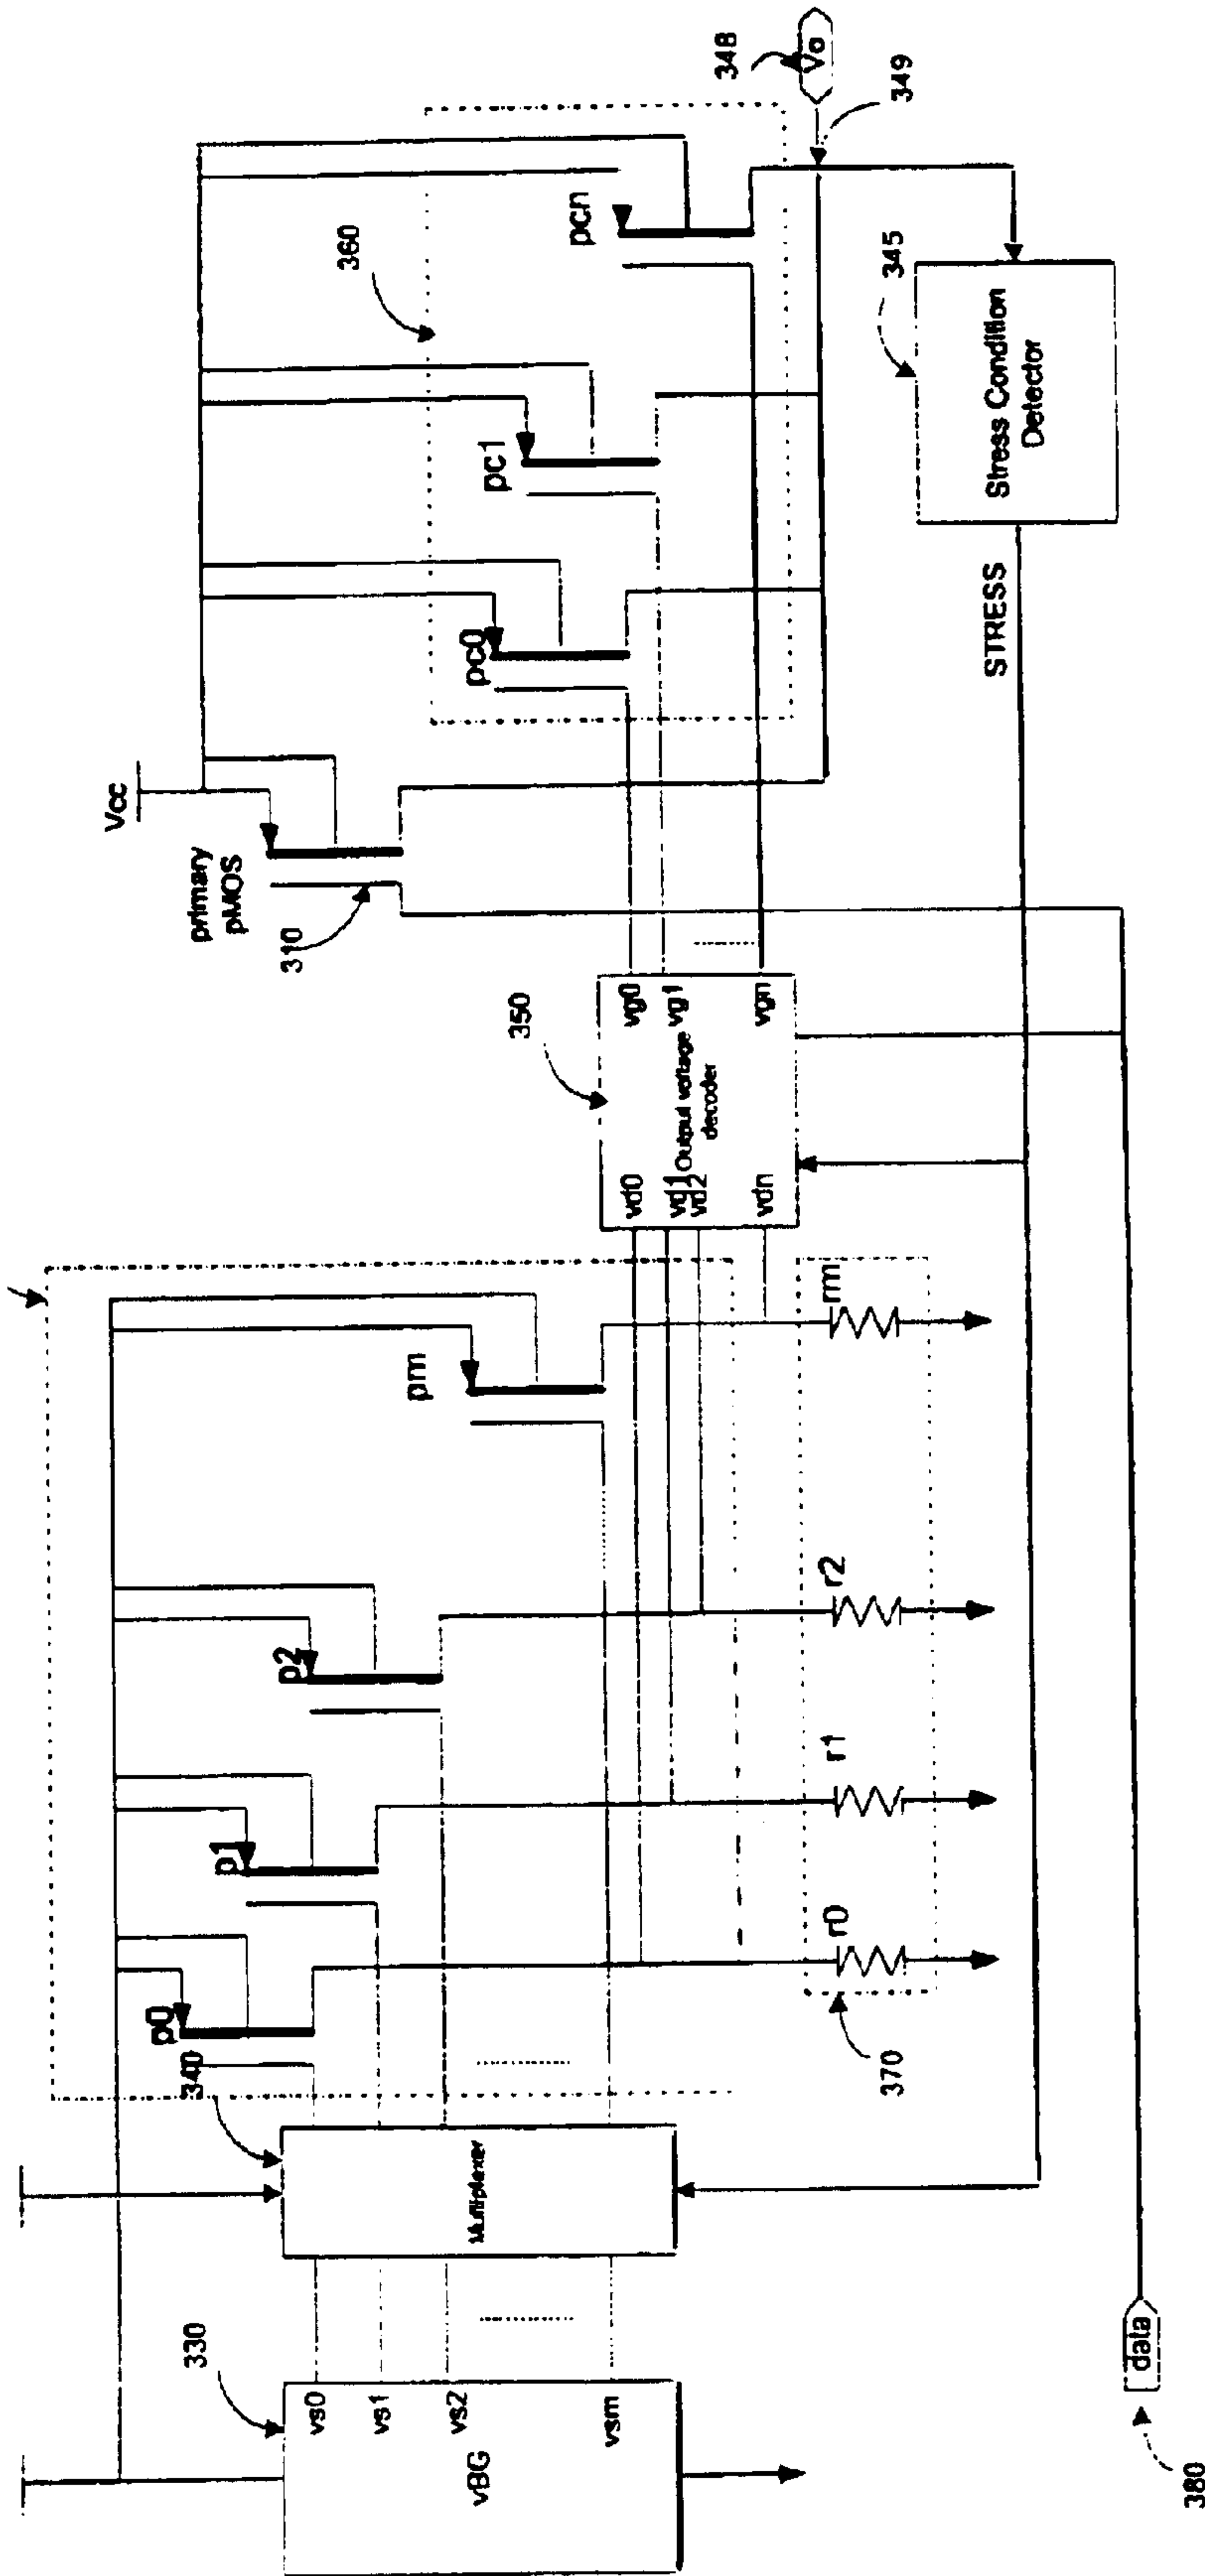 Vcc
primary
pMOS
310
pc0
pc1
pcn
360
348
Vo
349
345
Stress Condition
Detector
STRESS
350
vg0
vg1
vgn
Output voltage
decoder
vd0
vd1
vd2
vdn
p0
p1
p2
pm
340
Multiplexer
330
vs0
vs1
vs2
vsm
vBG
r0
r1
r2
rm
370
data
380